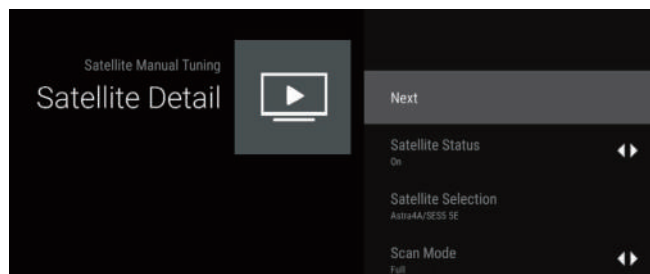 Satellite Manual Tuning
Satellite Detail
Next
Satellite Status
On
Satellite Selection
Astra4A/SES5 5E
Scan Mode
Full